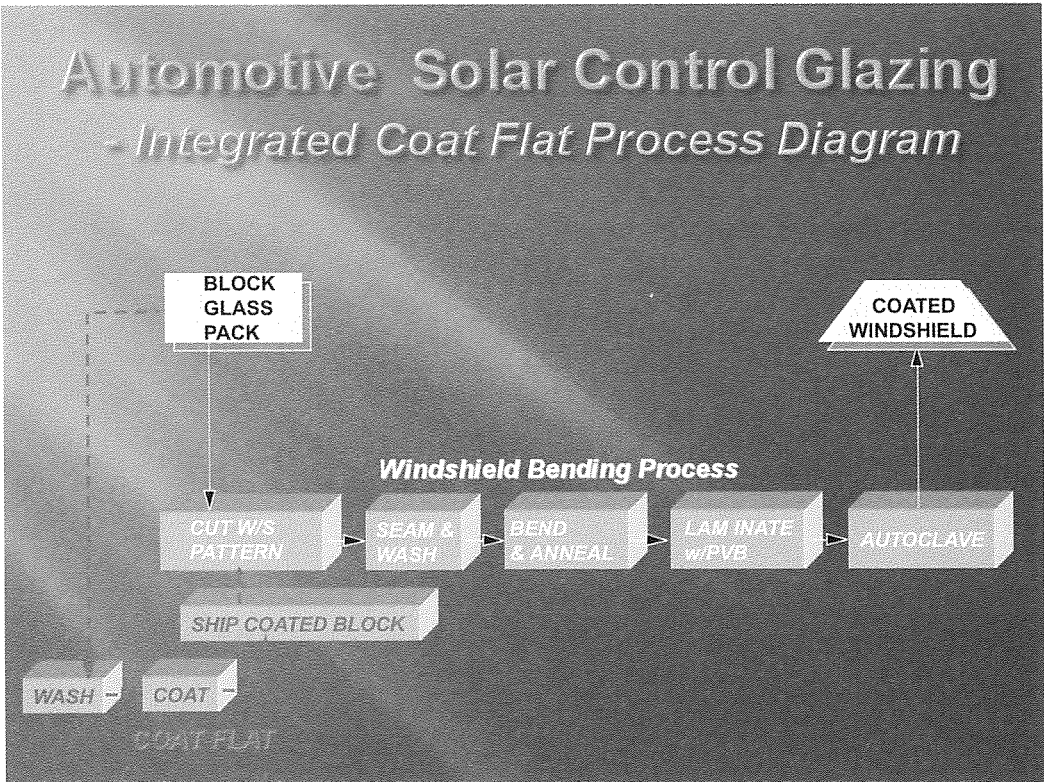 Automotive Solar Control Glazing
- Integrated Coat Flat Process Diagram
BLOCK
GLASS
PACK
COATED
WINDSHIELD
Windshield Bending Process
CUT W/S
PATTERN
SEAM &
WASH
BEND
& ANNEAL
LAM INATE
w/PVB
AUTOCLAVE
SHIP COATED BLOCK
WASH
COAT
COAT FLAT